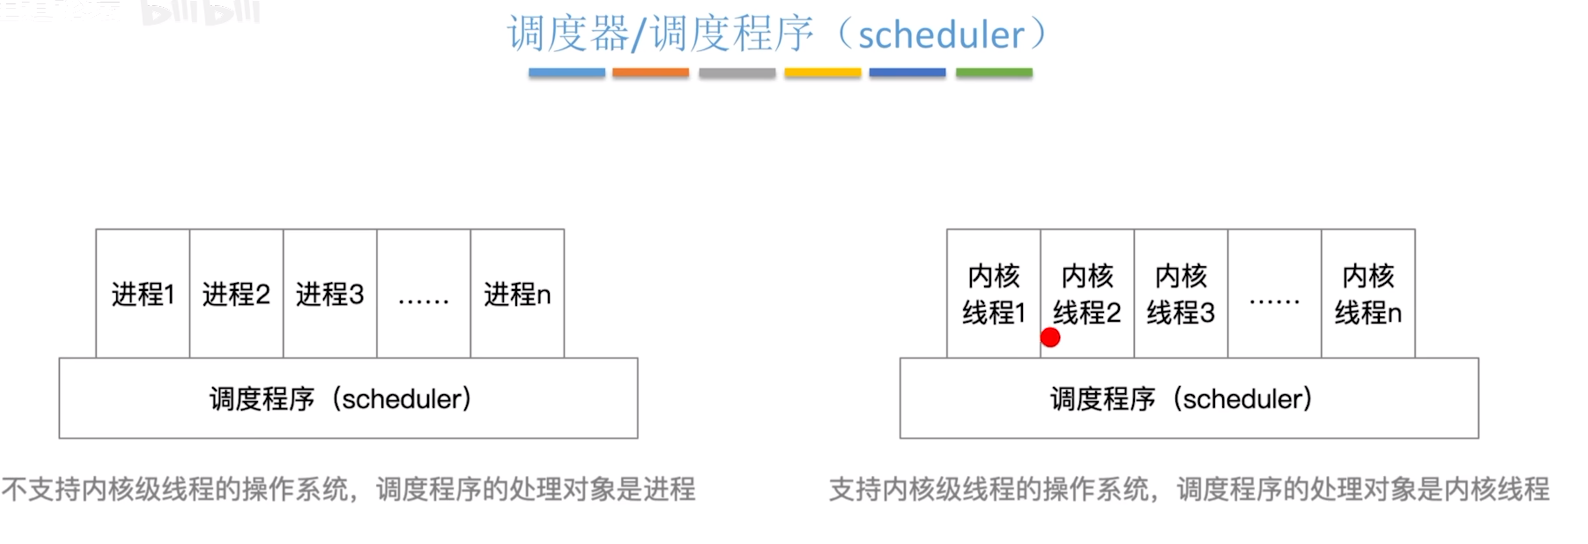 bilibili
调度器/调度程序（scheduler）
进程1
进程2
进程3
……
进程n
调度程序（scheduler）
不支持内核级线程的操作系统，调度程序的处理对象是进程
内核
线程1
内核
线程2
内核
线程3
……
内核
线程n
调度程序（scheduler）
支持内核级线程的操作系统，调度程序的处理对象是内核线程